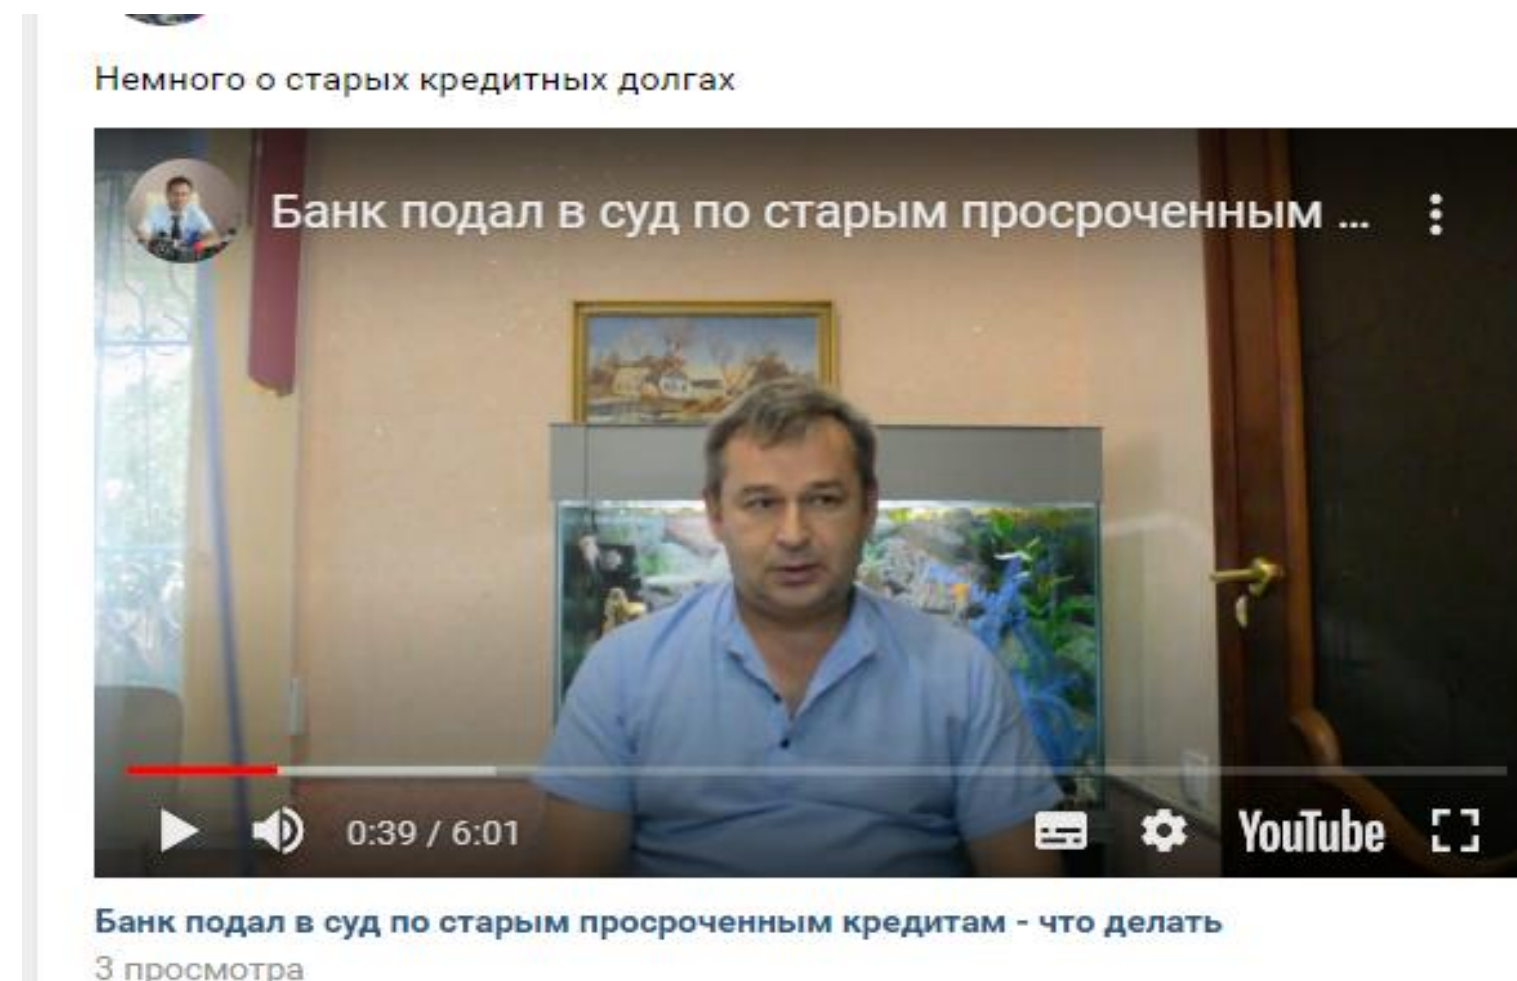 Немного о старых кредитных долгах
Банк подал в суд по старым просроченным ...
0:39 / 6:01
YouTube
Банк подал в суд по старым просроченным кредитам - что делать
3 просмотра